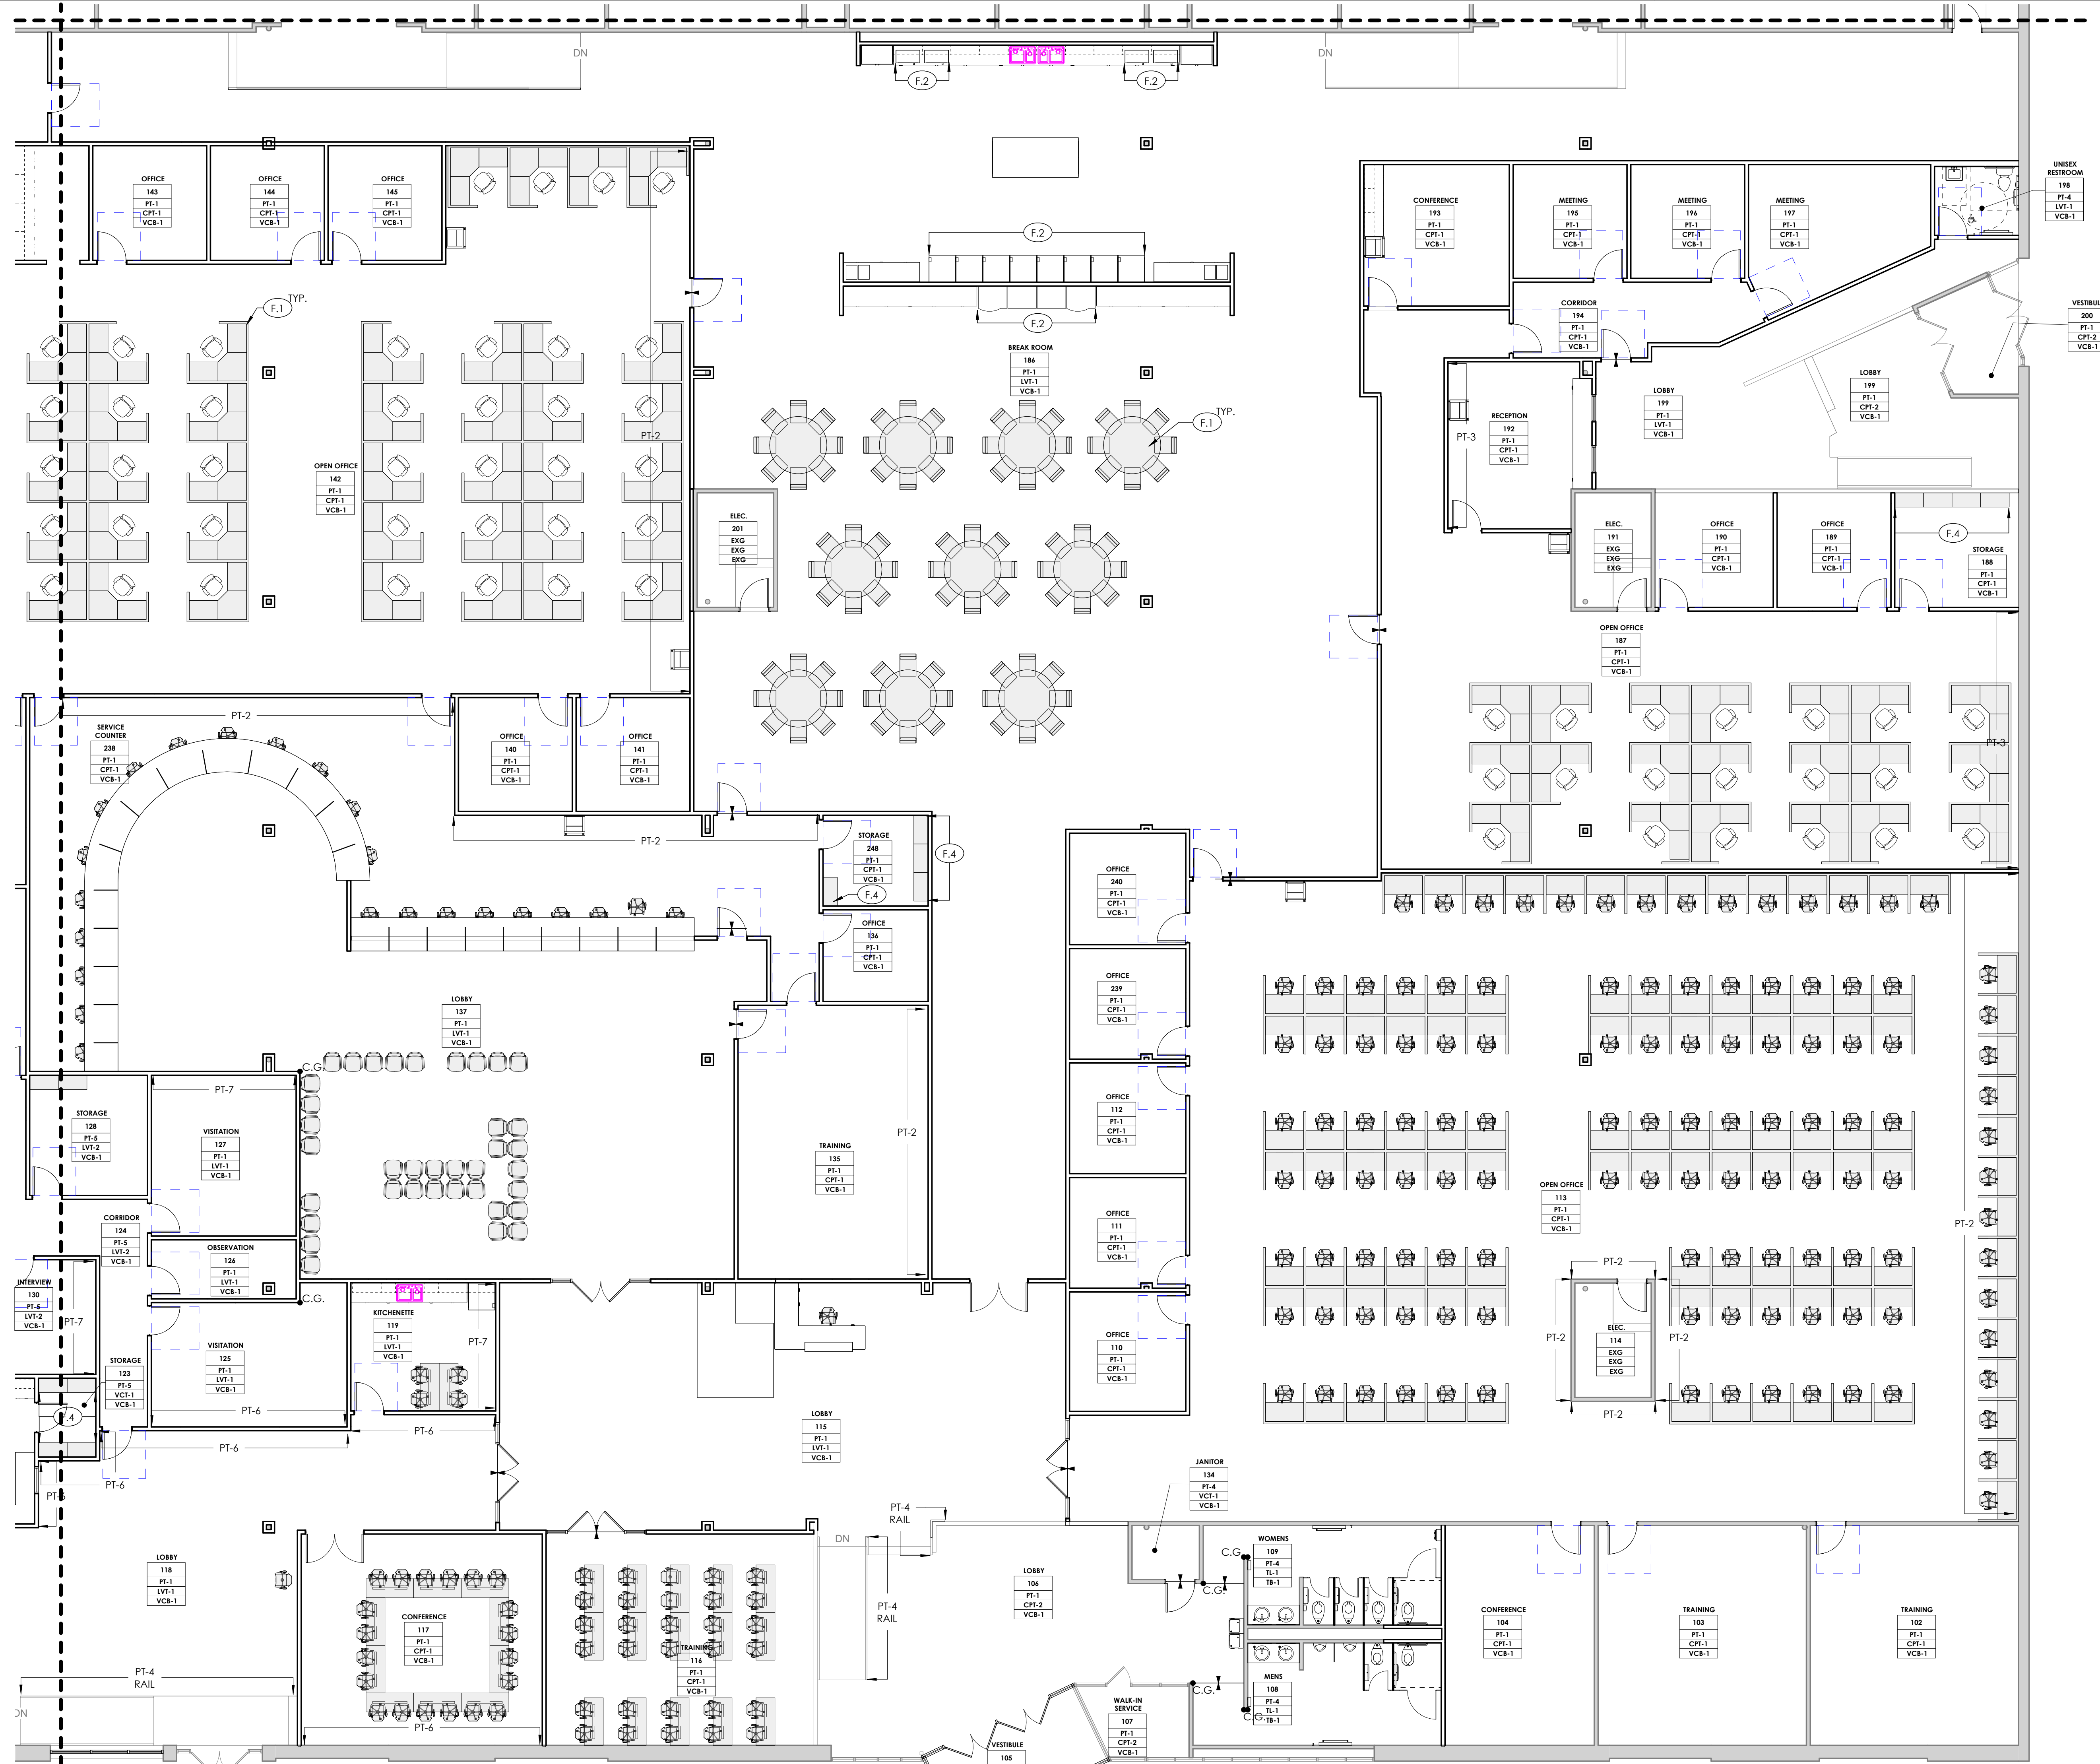 DN
F.2
F.2
DN
OFFICE
143
PT-1
CPT-1
VCB-1
OFFICE
144
PT-1
CPT-1
VCB-1
OFFICE
145
PT-1
CPT-1
VCB-1
UNISEX
RESTROOM
198
PT-4
LVT-1
VCB-1
CONFERENCE
193
PT-1
CPT-1
VCB-1
MEETING
195
PT-1
CPT-1
VCB-1
MEETING
196
PT-1
CPT-1
VCB-1
MEETING
197
PT-1
CPT-1
VCB-1
F.2
F.1
TYP.
F.2
CORRIDOR
194
PT-1
CPT-1
VCB-1
VESTIBUL
200
PT-1
CPT-2
VCB-1
BREAK ROOM
186
PT-1
LVT-1
VCB-1
LOBBY
199
PT-1
LVT-1
VCB-1
LOBBY
199
PT-1
CPT-2
VCB-1
F.1
TYP.
PT-2
PT-3
RECEPTION
192
PT-1
CPT-1
VCB-1
OPEN OFFICE
142
PT-1
CPT-1
VCB-1
ELEC.
201
EXG
EXG
EXG
ELEC.
191
EXG
EXG
EXG
OFFICE
190
PT-1
CPT-1
VCB-1
OFFICE
189
PT-1
CPT-1
VCB-1
F.4
STORAGE
188
PT-1
CPT-1
VCB-1
OPEN OFFICE
187
PT-1
CPT-1
VCB-1
PT-3
PT-2
SERVICE
COUNTER
238
PT-1
CPT-1
VCB-1
OFFICE
140
PT-1
CPT-1
VCB-1
OFFICE
141
PT-1
CPT-1
VCB-1
PT-2
STORAGE
248
PT-1
CPT-1
VCB-1
F.4
F.4
OFFICE
136
PT-1
CPT-1
VCB-1
OFFICE
240
PT-1
CPT-1
VCB-1
OFFICE
239
PT-1
CPT-1
VCB-1
LOBBY
137
PT-1
LVT-1
VCB-1
C.G.
PT-7
STORAGE
128
PT-5
LVT-2
VCB-1
VISITATION
127
PT-1
LVT-1
VCB-1
PT-2
TRAINING
135
PT-1
CPT-1
VCB-1
OFFICE
112
PT-1
CPT-1
VCB-1
OPEN OFFICE
113
PT-1
CPT-1
VCB-1
PT-2
CORRIDOR
124
PT-5
LVT-2
VCB-1
OFFICE
111
PT-1
CPT-1
VCB-1
OBSERVATION
126
PT-1
LVT-1
VCB-1
C.G.
INTERVIEW
130
PT-5
LVT-2
VCB-1
PT-7
KITCHENETTE
119
PT-1
LVT-1
VCB-1
PT-7
PT-2
PT-2
ELEC.
114
EXG
EXG
EXG
PT-2
PT-2
OFFICE
110
PT-1
CPT-1
VCB-1
VISITATION
125
PT-1
LVT-1
VCB-1
STORAGE
123
PT-5
VCT-1
VCB-1
F.4
PT-6
PT-6
PT-6
PT-6
LOBBY
115
PT-1
LVT-1
VCB-1
JANITOR
134
PT-4
VCT-1
VCB-1
PT-4
RAIL
DN
PT-4
RAIL
LOBBY
118
PT-1
LVT-1
VCB-1
LOBBY
106
PT-1
CPT-2
VCB-1
C.G.
C.G.
WOMENS
109
PT-4
TL-1
TB-1
CONFERENCE
117
PT-1
CPT-1
VCB-1
TRAINING
116
PT-1
CPT-1
VCB-1
CONFERENCE
104
PT-1
CPT-1
VCB-1
TRAINING
103
PT-1
CPT-1
VCB-1
TRAINING
102
PT-1
CPT-1
VCB-1
PT-4
RAIL
PT-6
MENS
108
PT-4
TL-1
TB-1
C.G.
C.G.
WALK-IN
SERVICE
107
PT-1
CPT-2
VCB-1
VESTIBULE
105